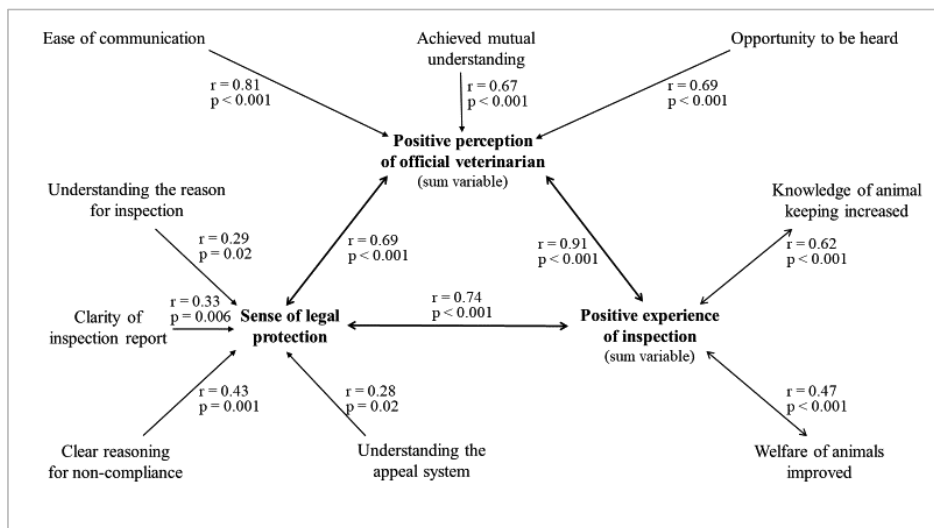 Ease of communication
Achieved mutual
understanding
Opportunity to be heard
r = 0.81
p < 0.001
r = 0.67
p < 0.001
r = 0.69
p < 0.001
Positive perception
of official veterinarian
(sum variable)
Understanding the reason
for inspection
Knowledge of animal
keeping increased
r = 0.29
p = 0.02
r = 0.69
p < 0.001
r = 0.91
p < 0.001
r = 0.62
p < 0.001
Clarity of
inspection report
r = 0.33
p = 0.006
Sense of legal
protection
r = 0.74
p < 0.001
Positive experience
of inspection
(sum variable)
r = 0.43
p = 0.001
r = 0.28
p = 0.02
r = 0.47
p < 0.001
Clear reasoning
for non-compliance
Understanding the
appeal system
Welfare of animals
improved